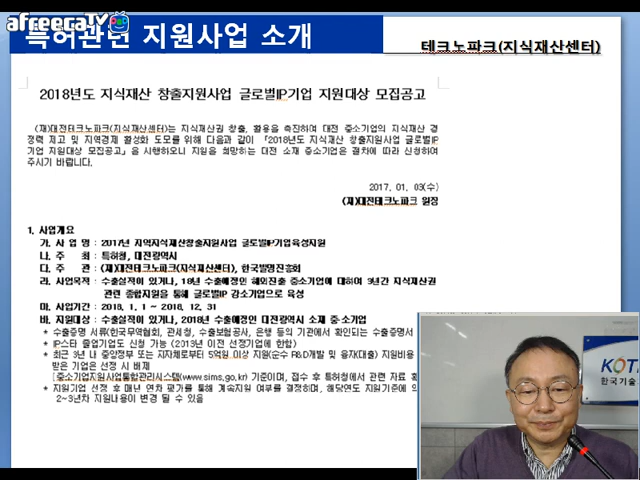 afreecaTV
특허관련 지원사업 소개
테크노파크(지식재산센터)
2018년도 지식재산 창출지원사업 글로벌IP기업 지원대상 모집공고
(재)대전테크노파크(지식재산센터)는 지식재산권 창출, 활용을 촉진하여 대전 중소기업의 지식재산 경
쟁력 제고 및 지역경제 활성화 도모를 위해 다음과 같이 「2018년도 지식재산 창출지원사업 글로벌IP
기업 지원대상 모집공고」을 시행하오니 지원을 희망하는 대전 소재 중소기업은 절차에 따라 신청하여
주시기 바랍니다.
2017. 01. 03(수)
(재)대전테크노파크 원장
1. 사업개요
가. 사 업 명 : 2017년 지역지식재산창출지원사업 글로벌IP기업육성지원
나. 주 최 : 특허청, 대전광역시
다. 주 관 : (재)대전테크노파크(지식재산센터), 한국발명진흥회
라. 사업목적 : 수출실적이 있거나, 18년 수출예정인 해외진출 중소기업에 대하여 3년간 지식재산권
관련 종합지원을 통해 글로벌IP 강소기업으로 육성
마. 사업기간 : 2018. 1. 1 ~ 2018. 12. 31
바. 지원대상 : 수출실적이 있거나, 2018년 수출예정인 대전광역시 소재 중·소기업
* 수출증명 서류(한국무역협회, 관세청, 수출보험공사, 은행 등의 기관에서 확인되는 수출증명서
* IP스타 졸업기업도 신청 가능 (2013년 이전 선정기업에 한함)
* 최근 3년 내 중앙정부 또는 지자체로부터 5억원 이상 지원(순수 R&D개발 및 융자(대출) 지원비용
받은 기업은 선정 시 배제
[중소기업지원사업통합관리시스템(www.sims.go.kr) 기준이며, 접수 후 특허청에서 관련 자료 확
* 지원기업 선정 후 매년 연차 평가를 통해 계속지원 여부를 결정하며, 해당연도 지원기준에 의
2~3년차 지원내용이 변경 될 수 있음
한국기술